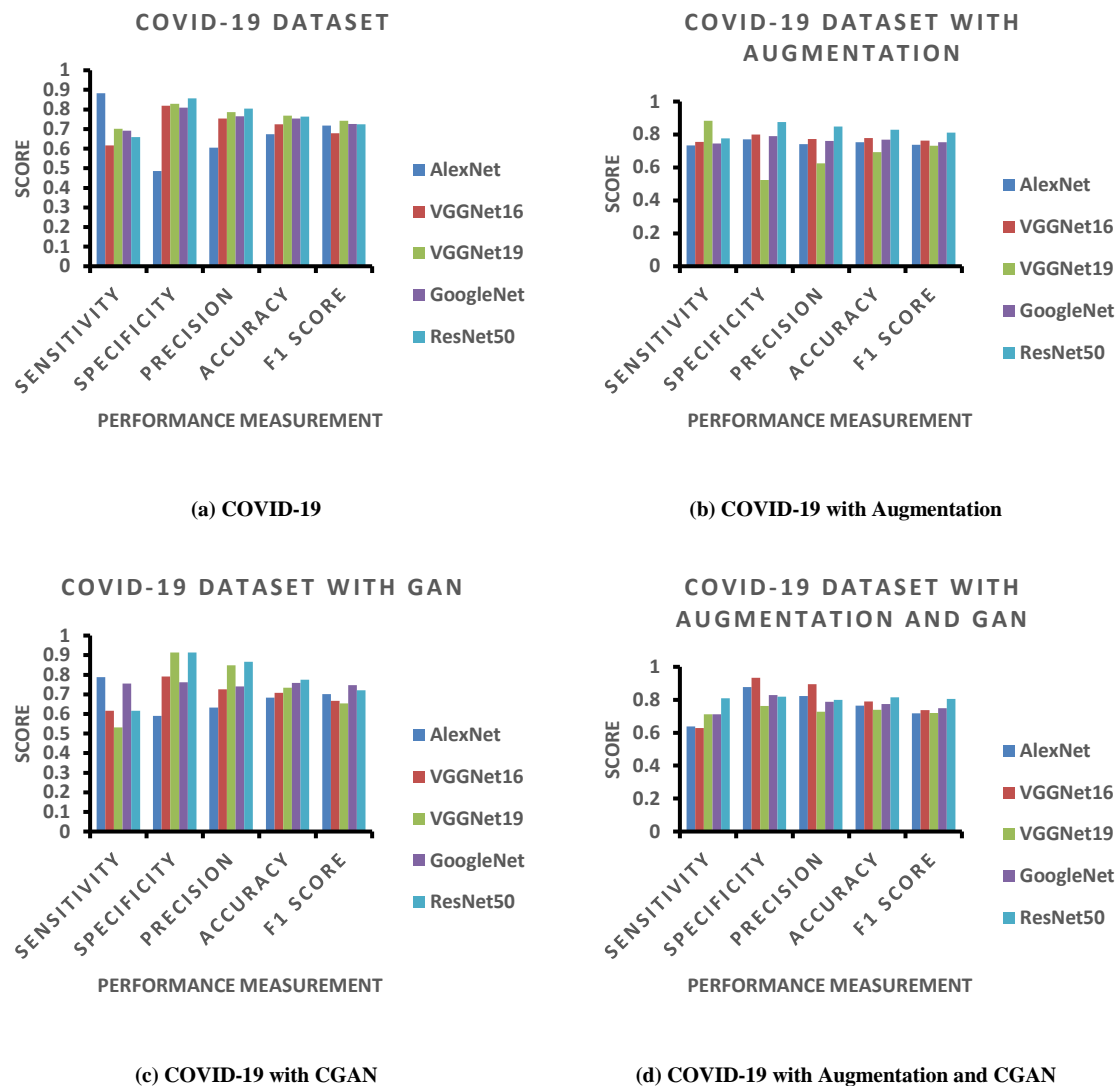 COVID-19 DATASET
1
0.9
0.8
0.7
0.6
0.5
0.4
0.3
0.2
0.1
0
SCORE
SENSITIVITY
SPECIFICITY
PRECISION
ACCURACY
F1 SCORE
PERFORMANCE MEASUREMENT
AlexNet
VGGNet16
VGGNet19
GoogleNet
ResNet50
(a) COVID-19
COVID-19 DATASET WITH
AUGMENTATION
1
0.8
0.6
0.4
0.2
0
SCORE
SENSITIVITY
SPECIFICITY
PRECISION
ACCURACY
F1 SCORE
PERFORMANCE MEASUREMENT
AlexNet
VGGNet16
VGGNet19
GoogleNet
ResNet50
(b) COVID-19 with Augmentation
COVID-19 DATASET WITH GAN
1
0.9
0.8
0.7
0.6
0.5
0.4
0.3
0.2
0.1
0
SCORE
SENSITIVITY
SPECIFICITY
PRECISION
ACCURACY
F1 SCORE
PERFORMANCE MEASUREMENT
AlexNet
VGGNet16
VGGNet19
GoogleNet
ResNet50
(c) COVID-19 with CGAN
COVID-19 DATASET WITH
AUGMENTATION AND GAN
1
0.8
0.6
0.4
0.2
0
SCORE
SENSITIVITY
SPECIFICITY
PRECISION
ACCURACY
F1 SCORE
PERFORMANCE MEASUREMENT
AlexNet
VGGNet16
VGGNet19
GoogleNet
ResNet50
(d) COVID-19 with Augmentation and CGAN